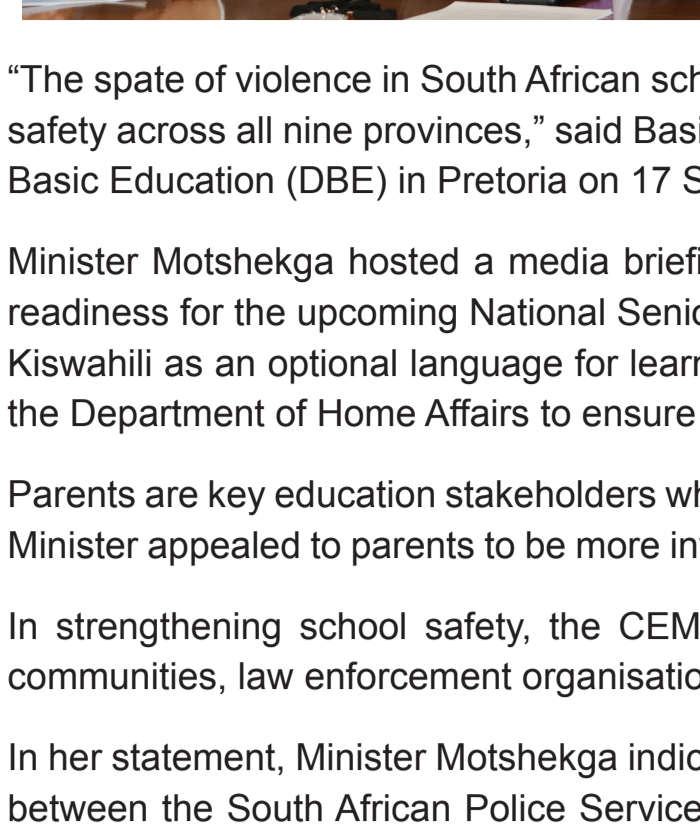 “The spate of violence in South African sch
safety across all nine provinces,” said Basi
Basic Education (DBE) in Pretoria on 17 S
Minister Motshekga hosted a media briefi
readiness for the upcoming National Senio
Kiswahili as an optional language for learn
the Department of Home Affairs to ensure
Parents are key education stakeholders wh
Minister appealed to parents to be more inv
In strengthening school safety, the CEM
communities, law enforcement organisatio
In her statement, Minister Motshekga indic
between the South African Police Service